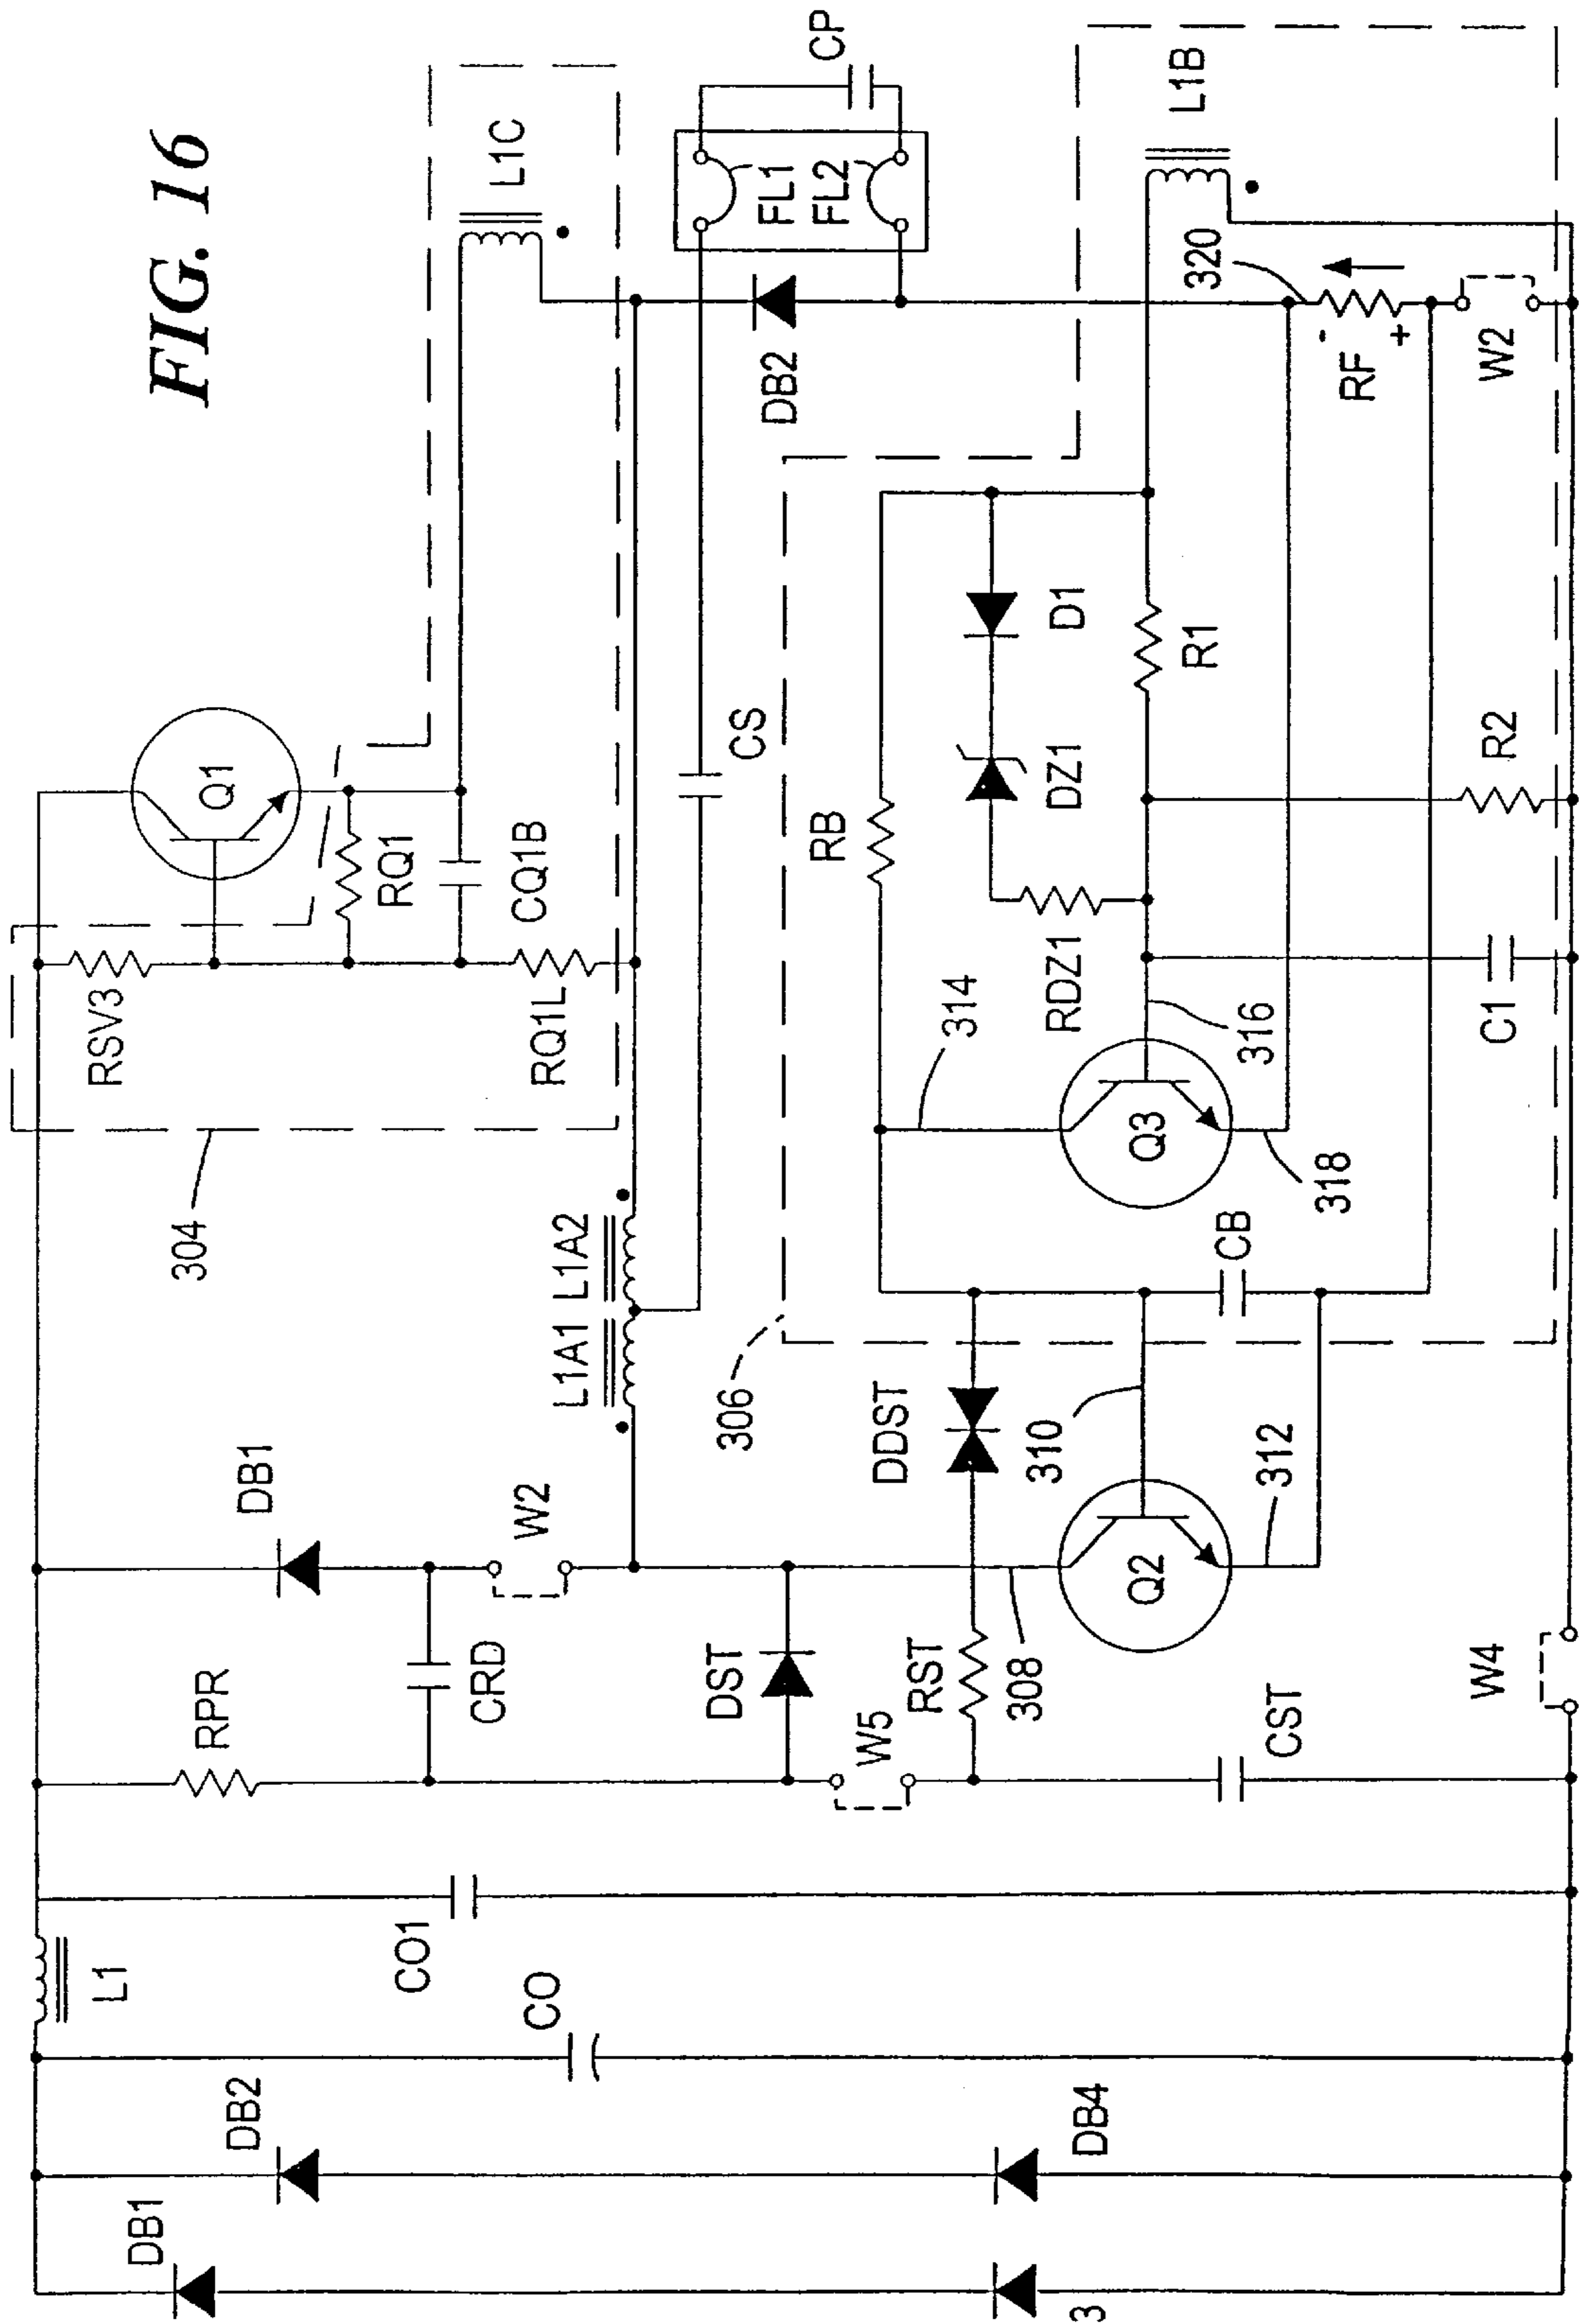 FIG. 16
DB1
DB2
3
DB4
L1
CO
CO1
RPR
DB1
CRD
W2
DST
W5
RST
DDST
308
CST
W4
Q2
310
312
L1A1 L1A2
304
306
RSV3
Q1
RQ1
CQ1B
RQ1L
L1C
CS
FL1
FL2
CP
DB2
RB
314
RDZ1
DZ1
D1
R1
316
Q3
318
CB
C1
R2
L1B
320
-
RF
+
W2